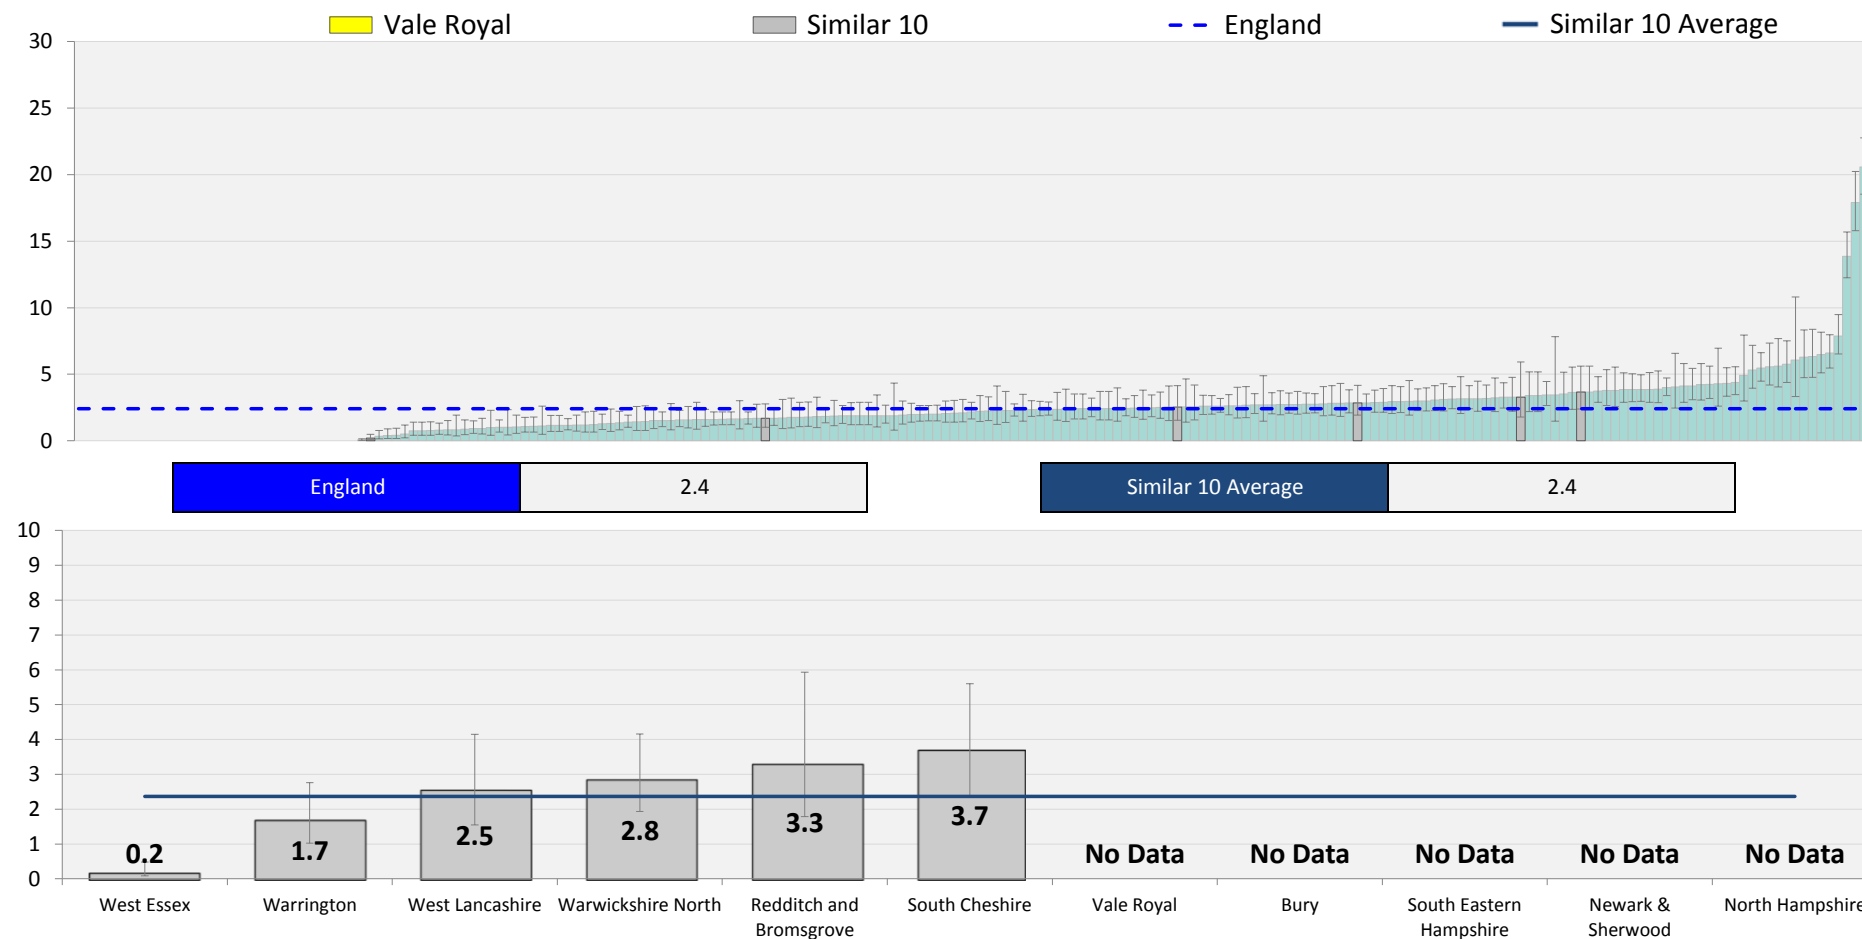 Vale Royal
Similar 10
England
Similar 10 Average
30
25
20
15
10
5
0
England
2.4
Similar 10 Average
2.4
10
9
8
7
6
5
4
3
2
1
0
0.2
1.7
2.5
2.8
3.3
3.7
No Data
No Data
No Data
No Data
No Data
West Essex
Warrington
West Lancashire
Warwickshire North
Redditch and
Bromsgrove
South Cheshire
Vale Royal
Bury
South Eastern
Hampshire
Newark &
Sherwood
North Hampshire